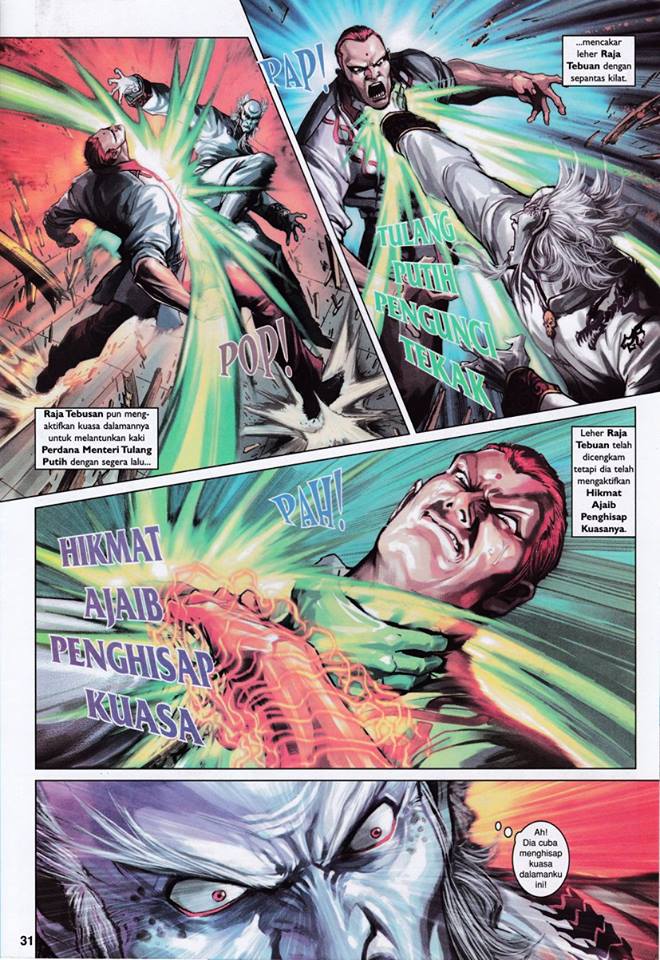 POP!
Raja Tebusan pun meng-
aktifkan kuasa dalamannya
untuk melantunkan kaki
Perdana Menteri Tulang
Putih dengan segera lalu...
PAP!
...mencakar
leher Raja
Tebuan dengan
sepantas kilat.
TULANG
PUTIH
PENGUNCI
TEKAK
PAH!
Leher Raja
Tebuan telah
dicengkam
tetapi dia telah
mengaktifkan
Hikmat
Ajaib
Penghisap
Kuasanya.
HIKMAT
AJAIB
PENGHISAP
KUASA
Ah!
Dia cuba
menghisap
kuasa
dalamanku
ini!
31